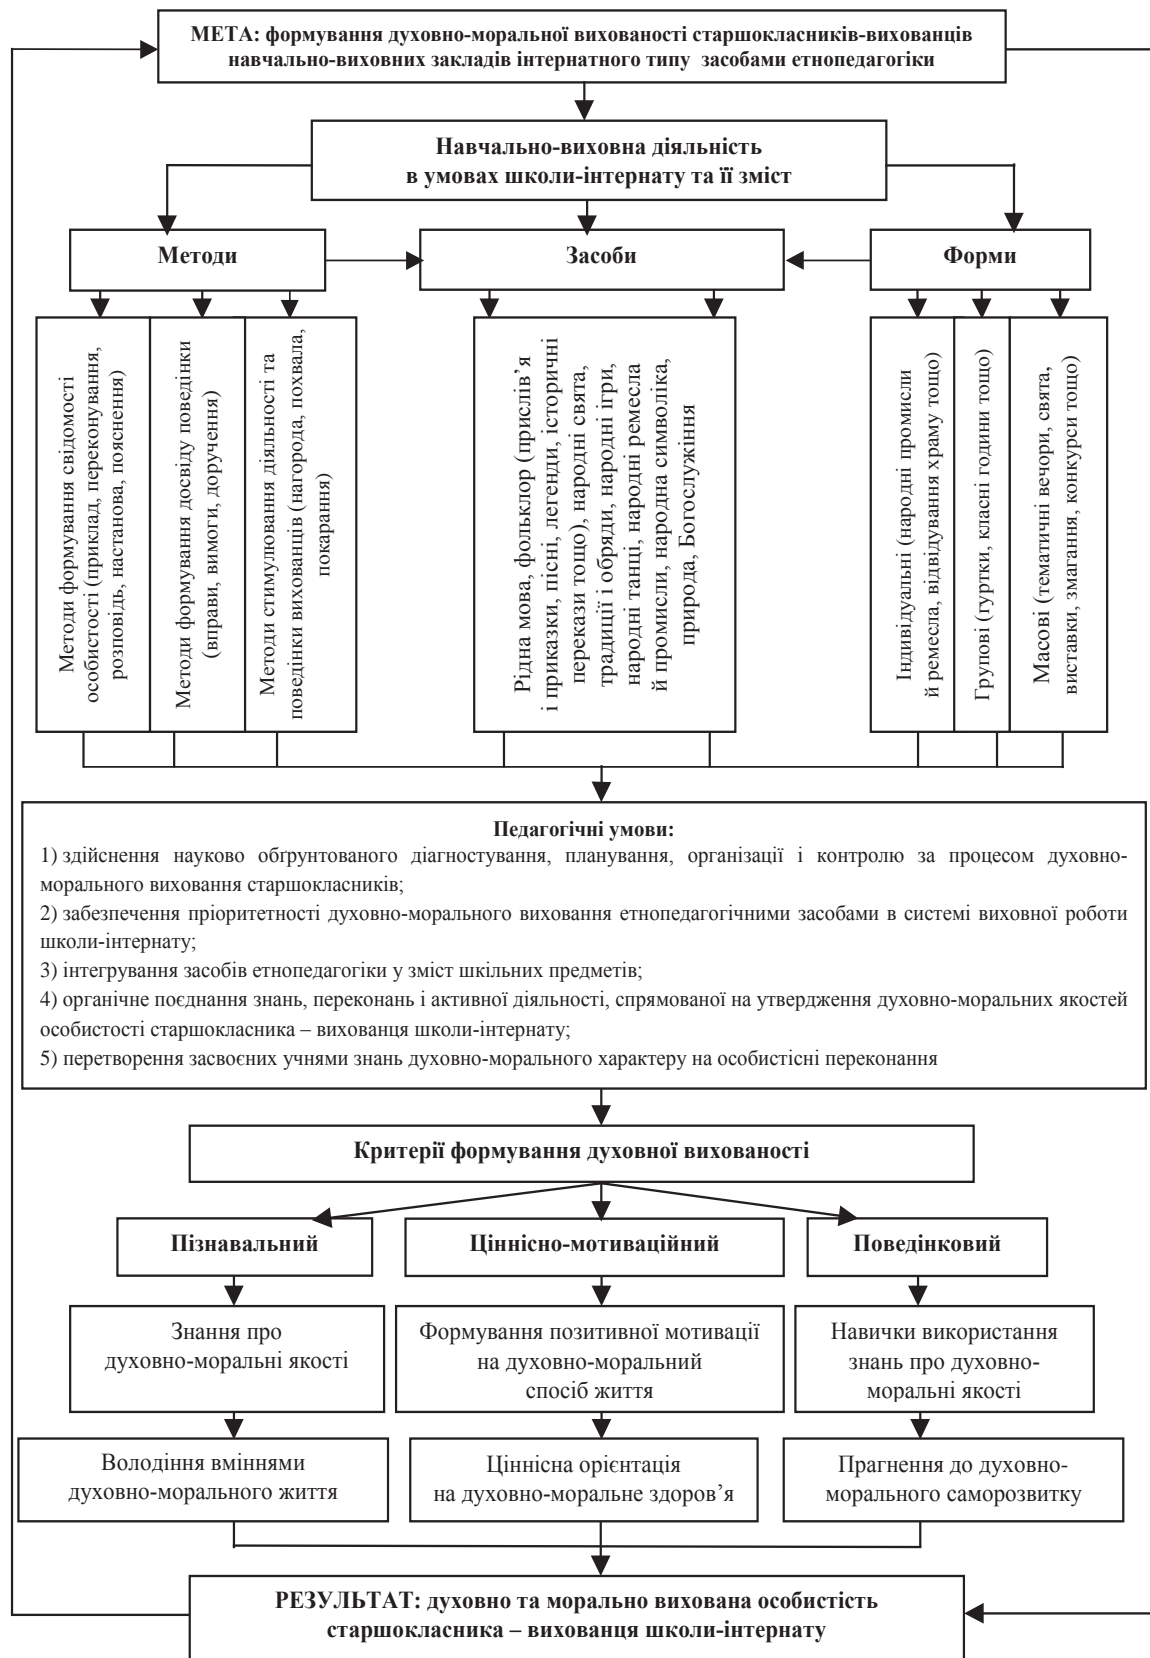 МЕТА: формування духовно-моральної вихованості старшокласників-вихованців
навчально-виховних закладів інтернатного типу засобами етнопедагогіки
Навчально-виховна діяльність
в умовах школи-інтернату та її зміст
Методи
Засоби
Форми
Методи формування свідомості
особистості (приклад, переконування,
розповідь, настанова, пояснення)
Методи формування досвіду поведінки
(вправи, вимоги, доручення)
Методи стимулювання діяльності та
поведінки вихованців (нагорода, похвала,
покарання)
Рідна мова, фольклор (прислів’я
і приказки, пісні, легенди, історичні
перекази тощо), народні свята,
традиції і обряди, народні ігри,
народні танці, народні ремесла
й промисли, народна символіка,
природа, Богослужіння
Індивідуальні (народні промисли
й ремесла, відвідування храму тощо)
Групові (гуртки, класні години тощо)
Масові (тематичні вечори, свята,
виставки, змагання, конкурси тощо)
Педагогічні умови:
1) здійснення науково обґрунтованого діагностування, планування, організації і контролю за процесом духовно-
морального виховання старшокласників;
2) забезпечення пріоритетності духовно-морального виховання етнопедагогічними засобами в системі виховної роботи
школи-інтернату;
3) інтегрування засобів етнопедагогіки у зміст шкільних предметів;
4) органічне поєднання знань, переконань і активної діяльності, спрямованої на утвердження духовно-моральних якостей
особистості старшокласника – вихованця школи-інтернату;
5) перетворення засвоєних учнями знань духовно-морального характеру на особистісні переконання
Критерії формування духовної вихованості
Пізнавальний
Ціннісно-мотиваційний
Поведінковий
Знання про
духовно-моральні якості
Формування позитивної мотивації
на духовно-моральний
спосіб життя
Навички використання
знань про духовно-
моральні якості
Володіння вміннями
духовно-морального життя
Ціннісна орієнтація
на духовно-моральне здоров’я
Прагнення до духовно-
морального саморозвитку
РЕЗУЛЬТАТ: духовно та морально вихована особистість
старшокласника – вихованця школи-інтернату